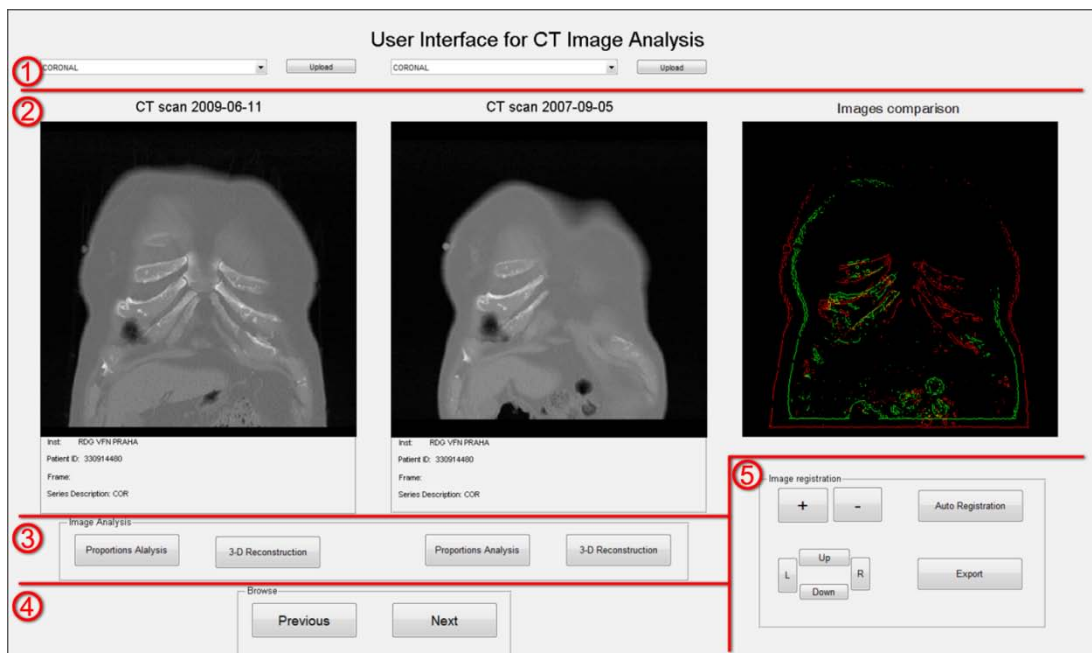 User Interface for CT Image Analysis
1
CORONAL
Upload
CORONAL
Upload
2
CT scan 2009-06-11
CT scan 2007-09-05
Images comparison
Inst: RDG VFN PRAHA
Patient ID: 330914480
Frame:
Series Description: COR
Inst: RDG VFN PRAHA
Patient ID: 330914480
Frame:
Series Description: COR
3
Image Analysis
Proportions Alalysis
3-D Reconstruction
Proportions Analysis
3-D Reconstruction
4
Browse
Previous
Next
5
Image registration
+
-
Auto Registration
Up
L
R
Down
Export